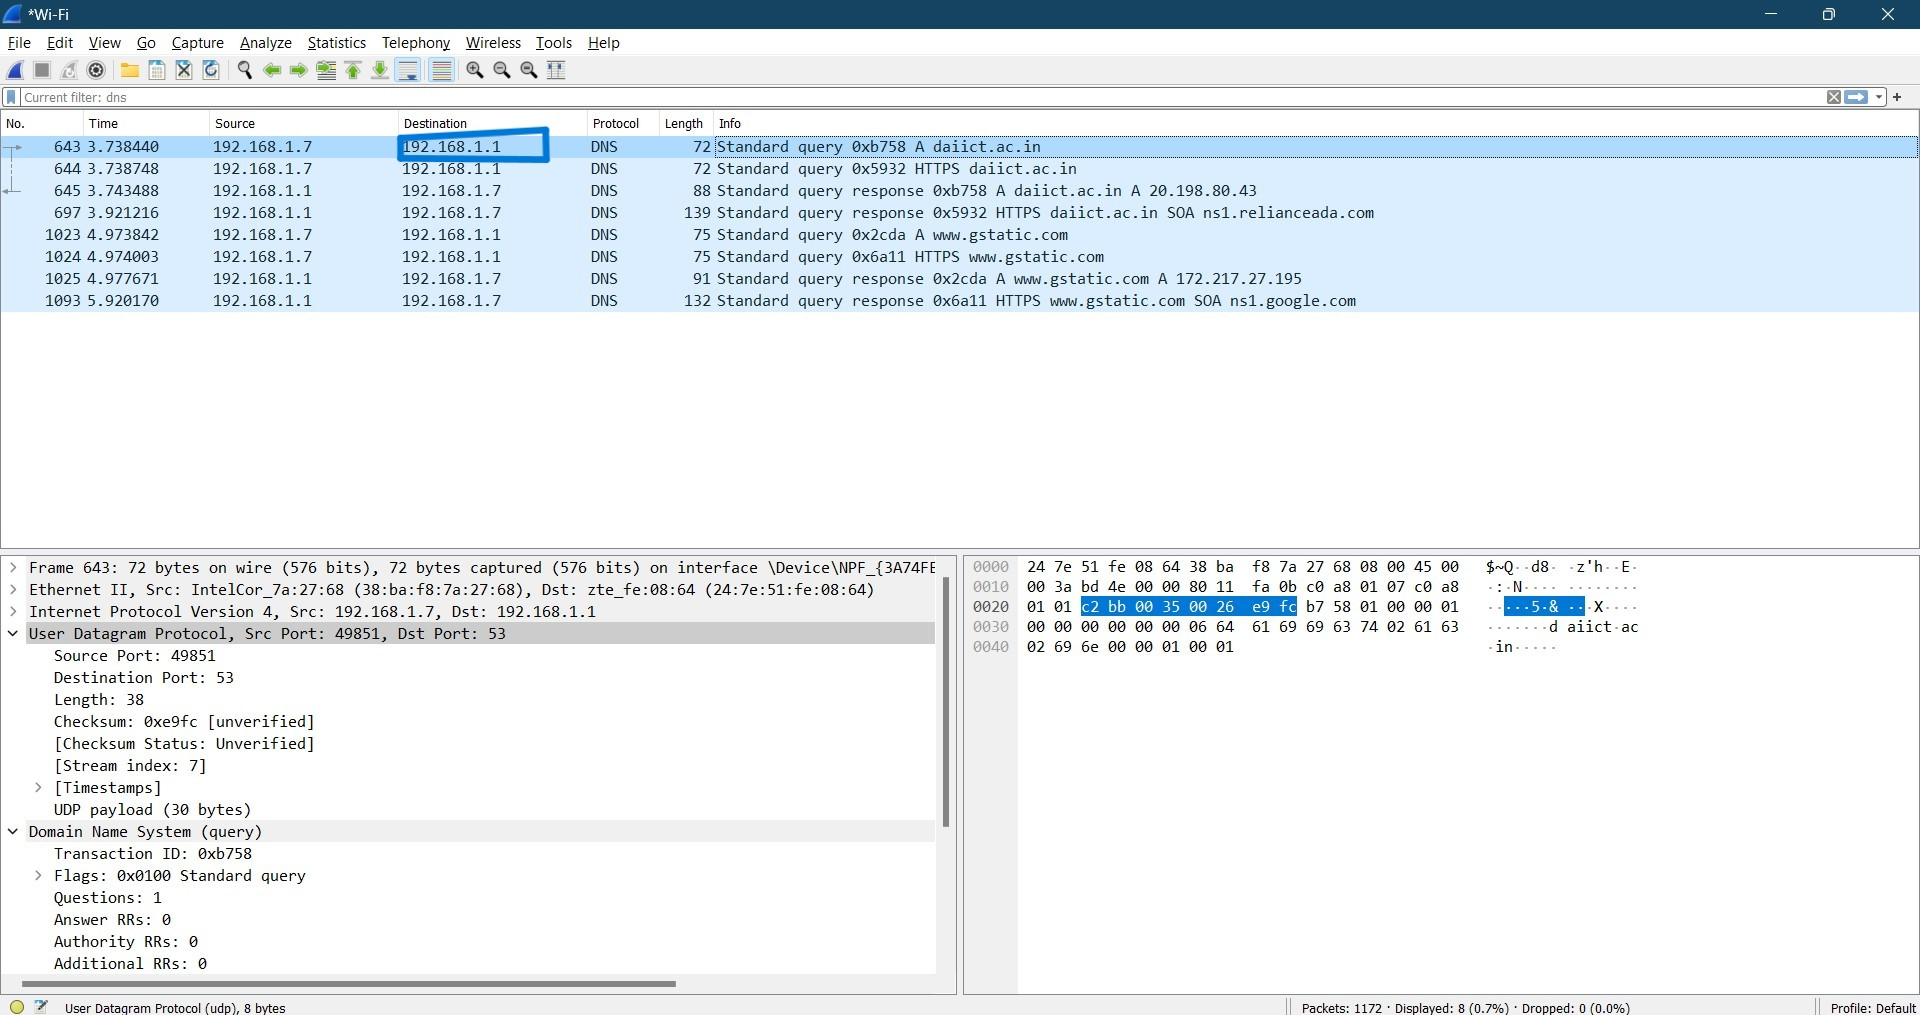 *Wi-Fi
File Edit View Go Capture Analyze Statistics Telephony Wireless Tools Help
Current filter: dns
No. Time Source Destination Protocol Length Info
643 3.738440 192.168.1.7 192.168.1.1 DNS 72 Standard query 0xb758 A daiict.ac.in
644 3.738748 192.168.1.7 192.168.1.1 DNS 72 Standard query 0x5932 HTTPS daiict.ac.in
645 3.743488 192.168.1.1 192.168.1.7 DNS 88 Standard query response 0xb758 A daiict.ac.in A 20.198.80.43
697 3.921216 192.168.1.1 192.168.1.7 DNS 139 Standard query response 0x5932 HTTPS daiict.ac.in SOA ns1.relianceada.com
1023 4.973842 192.168.1.7 192.168.1.1 DNS 75 Standard query 0x2cda A www.gstatic.com
1024 4.974003 192.168.1.7 192.168.1.1 DNS 75 Standard query 0x6a11 HTTPS www.gstatic.com
1025 4.977671 192.168.1.1 192.168.1.7 DNS 91 Standard query response 0x2cda A www.gstatic.com A 172.217.27.195
1093 5.920170 192.168.1.1 192.168.1.7 DNS 132 Standard query response 0x6a11 HTTPS www.gstatic.com SOA ns1.google.com
Frame 643: 72 bytes on wire (576 bits), 72 bytes captured (576 bits) on interface \Device\NPF_{3A74FE
Ethernet II, Src: IntelCor_7a:27:68 (38:ba:f8:7a:27:68), Dst: zte_fe:08:64 (24:7e:51:fe:08:64)
Internet Protocol Version 4, Src: 192.168.1.7, Dst: 192.168.1.1
User Datagram Protocol, Src Port: 49851, Dst Port: 53
Source Port: 49851
Destination Port: 53
Length: 38
Checksum: 0xe9fc [unverified]
[Checksum Status: Unverified]
[Stream index: 7]
[Timestamps]
UDP payload (30 bytes)
Domain Name System (query)
Transaction ID: 0xb758
Flags: 0x0100 Standard query
Questions: 1
Answer RRs: 0
Authority RRs: 0
Additional RRs: 0
0000 24 7e 51 fe 08 64 38 ba f8 7a 27 68 08 00 45 00 $~Q··d8· ·z'h··E·
0010 00 3a bd 4e 00 00 80 11 fa 0b c0 a8 01 07 c0 a8 ·:·N···· ········
0020 01 01 c2 bb 00 35 00 26 e9 fc b7 58 01 00 00 01 ·····5·& ···X····
0030 00 00 00 00 00 00 06 64 61 69 69 63 74 02 61 63 ·······d aiict·ac
0040 02 69 6e 00 00 01 00 01 ·in·····
User Datagram Protocol (udp), 8 bytes
Packets: 1172 · Displayed: 8 (0.7%) · Dropped: 0 (0.0%)
Profile: Default